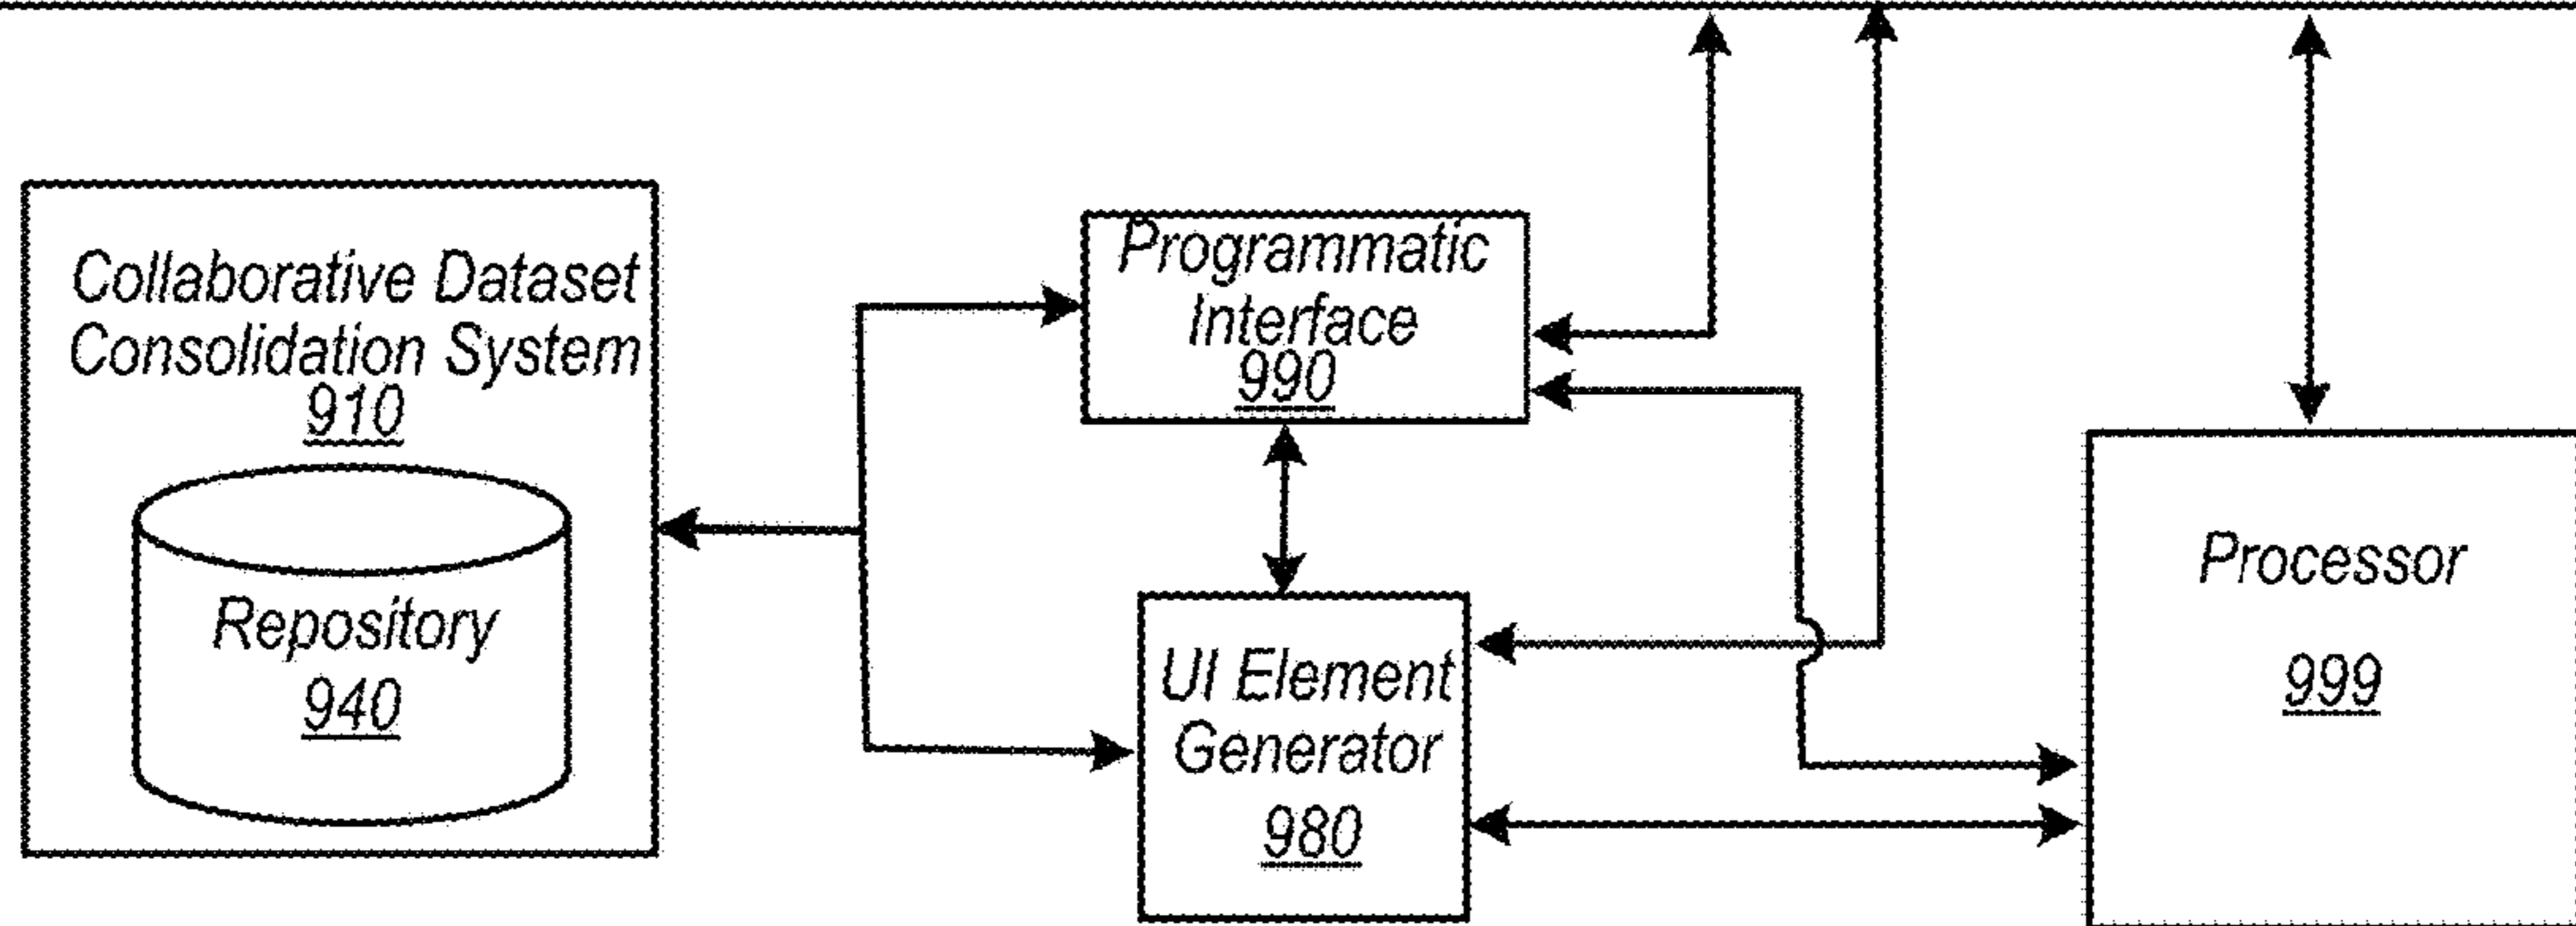 Collaborative Dataset
Consolidation System
910
Repository
940
Programmatic
Interface
990
UI Element
Generator
980
Processor
999